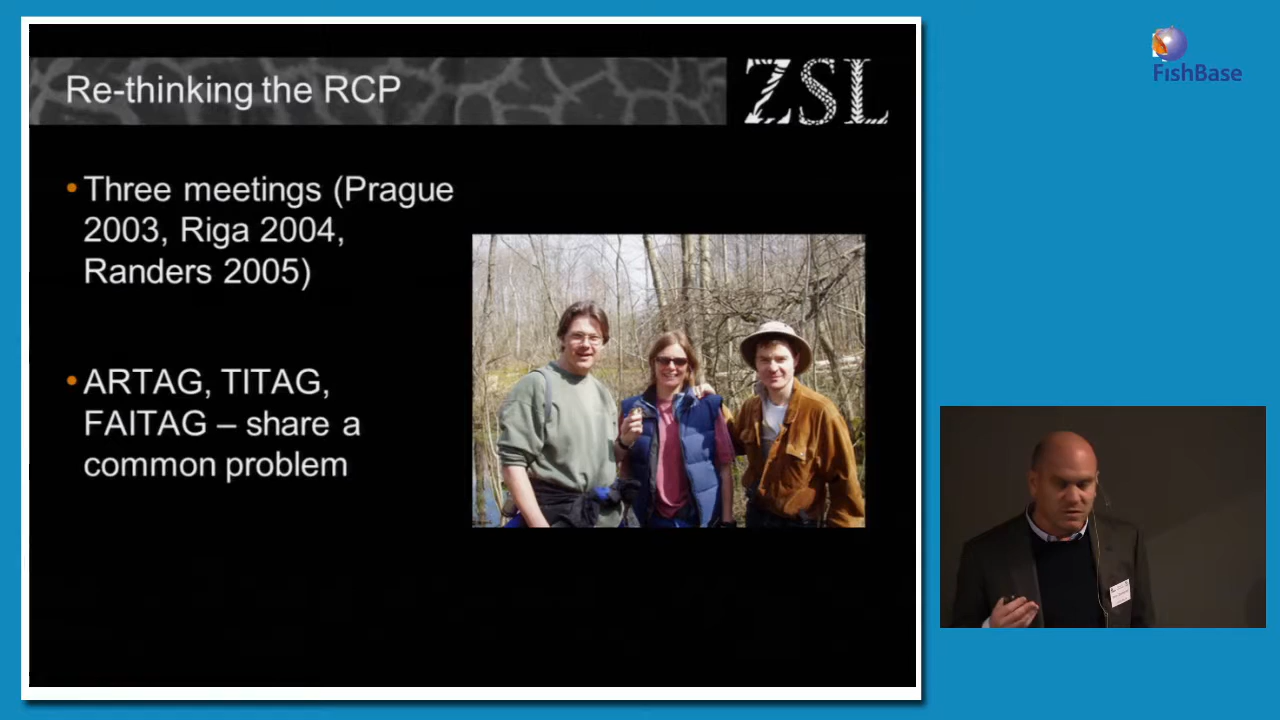 Re-thinking the RCP
ZSL
FishBase
• Three meetings (Prague
2003, Riga 2004,
Randers 2005)
• ARTAG, TITAG,
FAITAG – share a
common problem